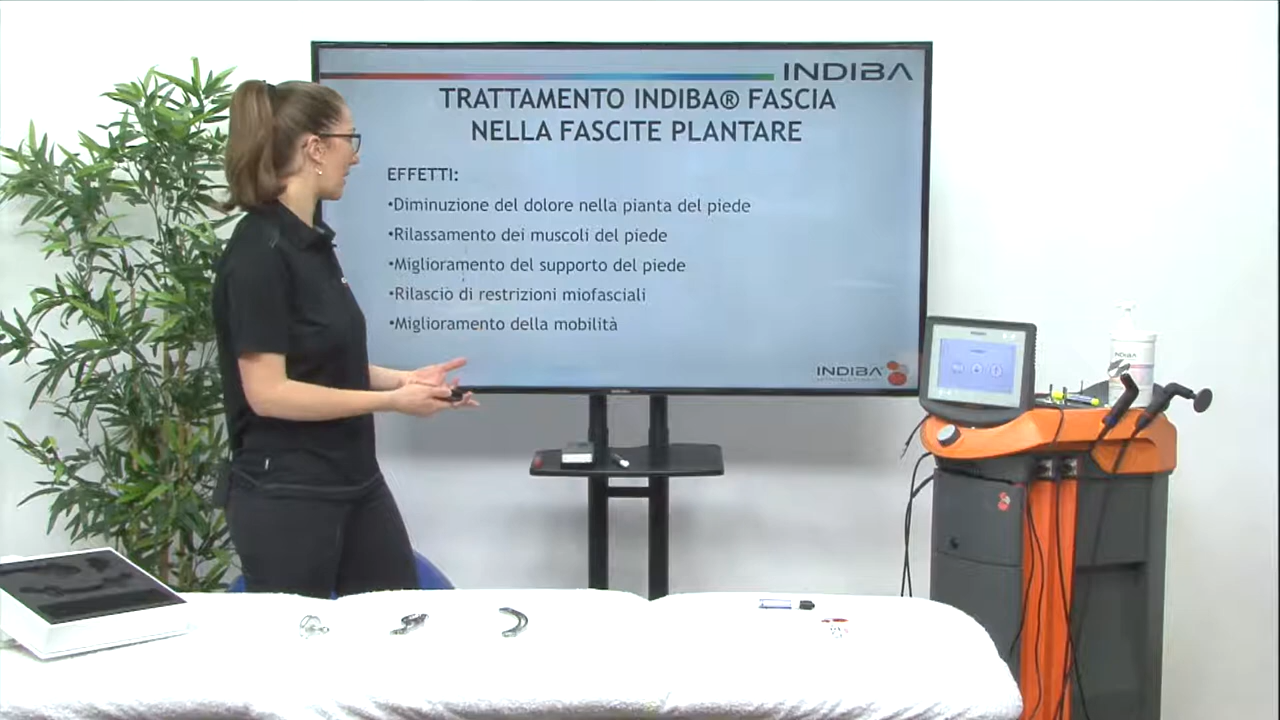 INDIBA
TRATTAMENTO INDIBA® FASCIA
NELLA FASCITE PLANTARE
EFFETTI:
•Diminuzione del dolore nella pianta del piede
•Rilassamento dei muscoli del piede
•Miglioramento del supporto del piede
•Rilascio di restrizioni miofasciali
•Miglioramento della mobilità
INDIBA
INDIBA